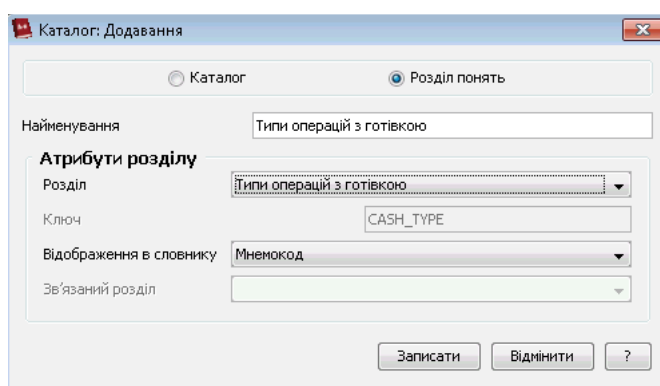 Каталог: Додавання
Каталог Розділ понять
Найменування Типи операцій з готівкою
Атрибути розділу
Розділ Типи операцій з готівкою
Ключ CASH_TYPE
Відображення в словнику Мнемокод
Зв'язаний розділ
Записати Відмінити ?